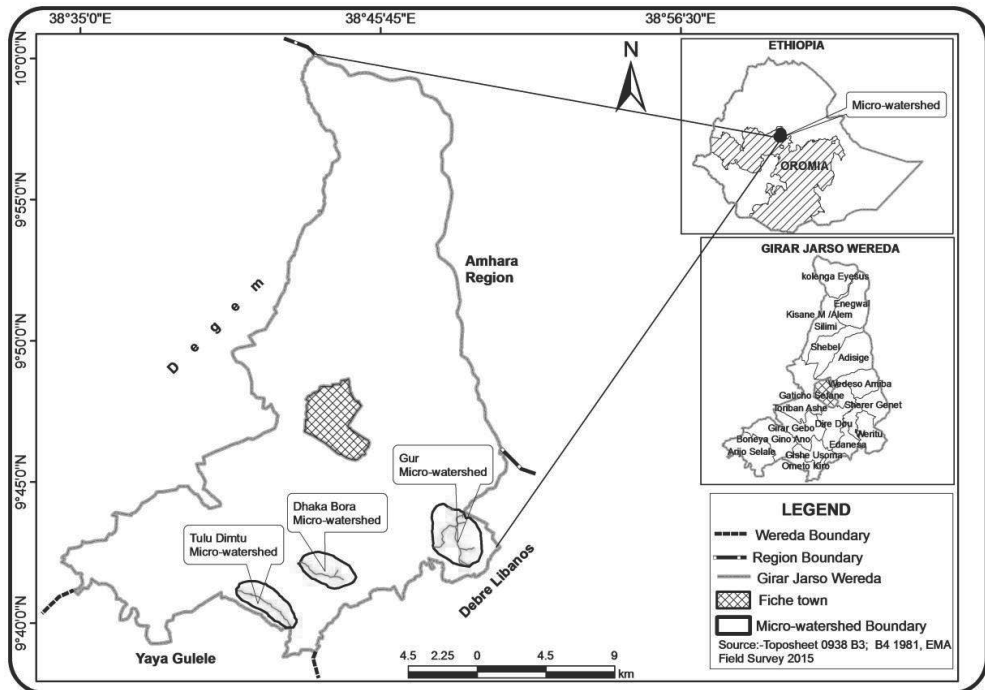 38°35'0"E
38°45'45"E
38°56'30"E
10°0'0"N
9°55'0"N
9°50'0"N
9°45'0"N
9°40'0"N
N
Amhara
Region
Degem
Gur
Micro-watershed
Dhaka Bora
Micro-watershed
Tulu Dimtu
Micro-watershed
Debre Libanos
Yaya Gulele
4.5 2.25 0 4.5 9
km
ETHIOPIA
Micro-watershed
OROMIA
GIRAR JARSO WEREDA
kolenga Eyesus
Enegwal
Kisane M /Alem
Silimi
Shebel
Adisige
Wedeso Amiba
Gaticho Sefane
Sherer Genet
Toriban Ashe
Dire Dou
Girar Gebo
Weritu
Boneya Gino Ano
Edanesa
Arijo Selale
Gishe Usoma
Ometo Kiro
LEGEND
Wereda Boundary
Region Boundary
Girar Jarso Wereda
Fiche town
Micro-watershed Boundary
Source:-Toposheet 0938 B3; B4 1981, EMA
Field Survey 2015